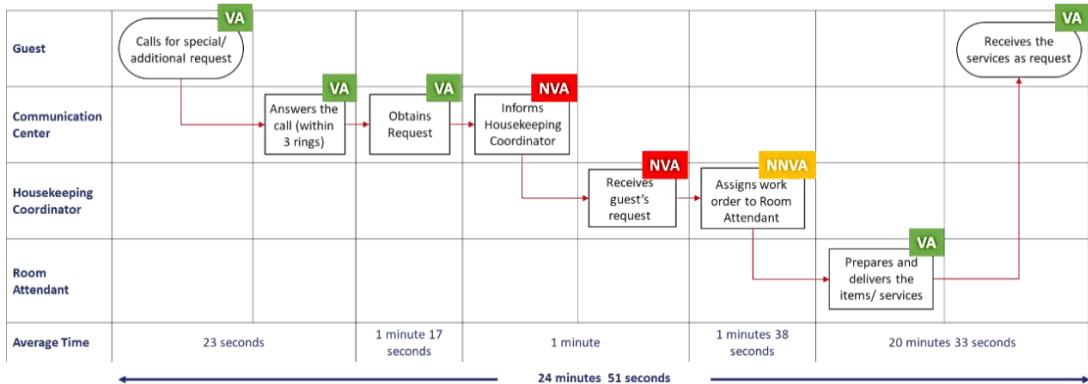 VA
VA
Guest
Calls for special/
additional request
Receives the
services as request
VA
VA
NVA
Communication
Center
Answers the
call (within
3 rings)
Obtains
Request
Informs
Housekeeping
Coordinator
NVA
NNVA
Housekeeping
Coordinator
Receives
guest's
request
Assigns work
order to Room
Attendant
VA
Room
Attendant
Prepares and
delivers the
items/ services
Average Time
23 seconds
1 minute 17
seconds
1 minute
1 minutes 38
seconds
20 minutes 33 seconds
24 minutes 51 seconds